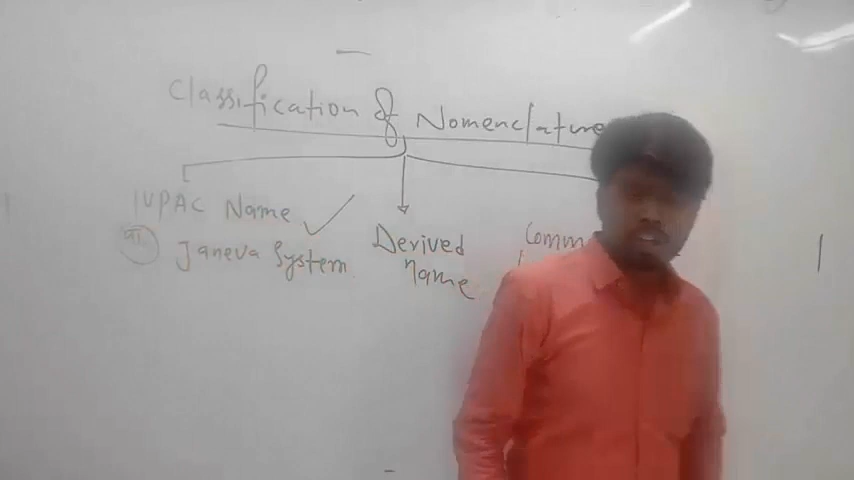 Classification of Nomenclature
IUPAC Name
Janeva System
Derived
name
Comm